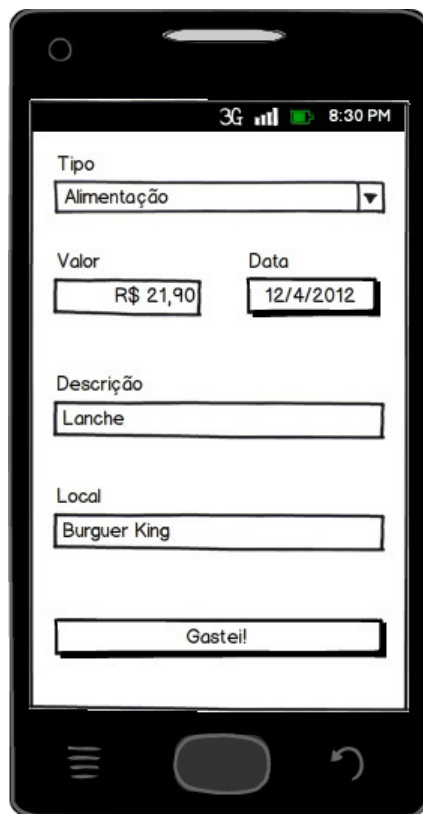 3G 8:30 PM
Tipo
Alimentação
Valor Data
R$ 21,90 12/4/2012
Descrição
Lanche
Local
Burguer King
Gastei!